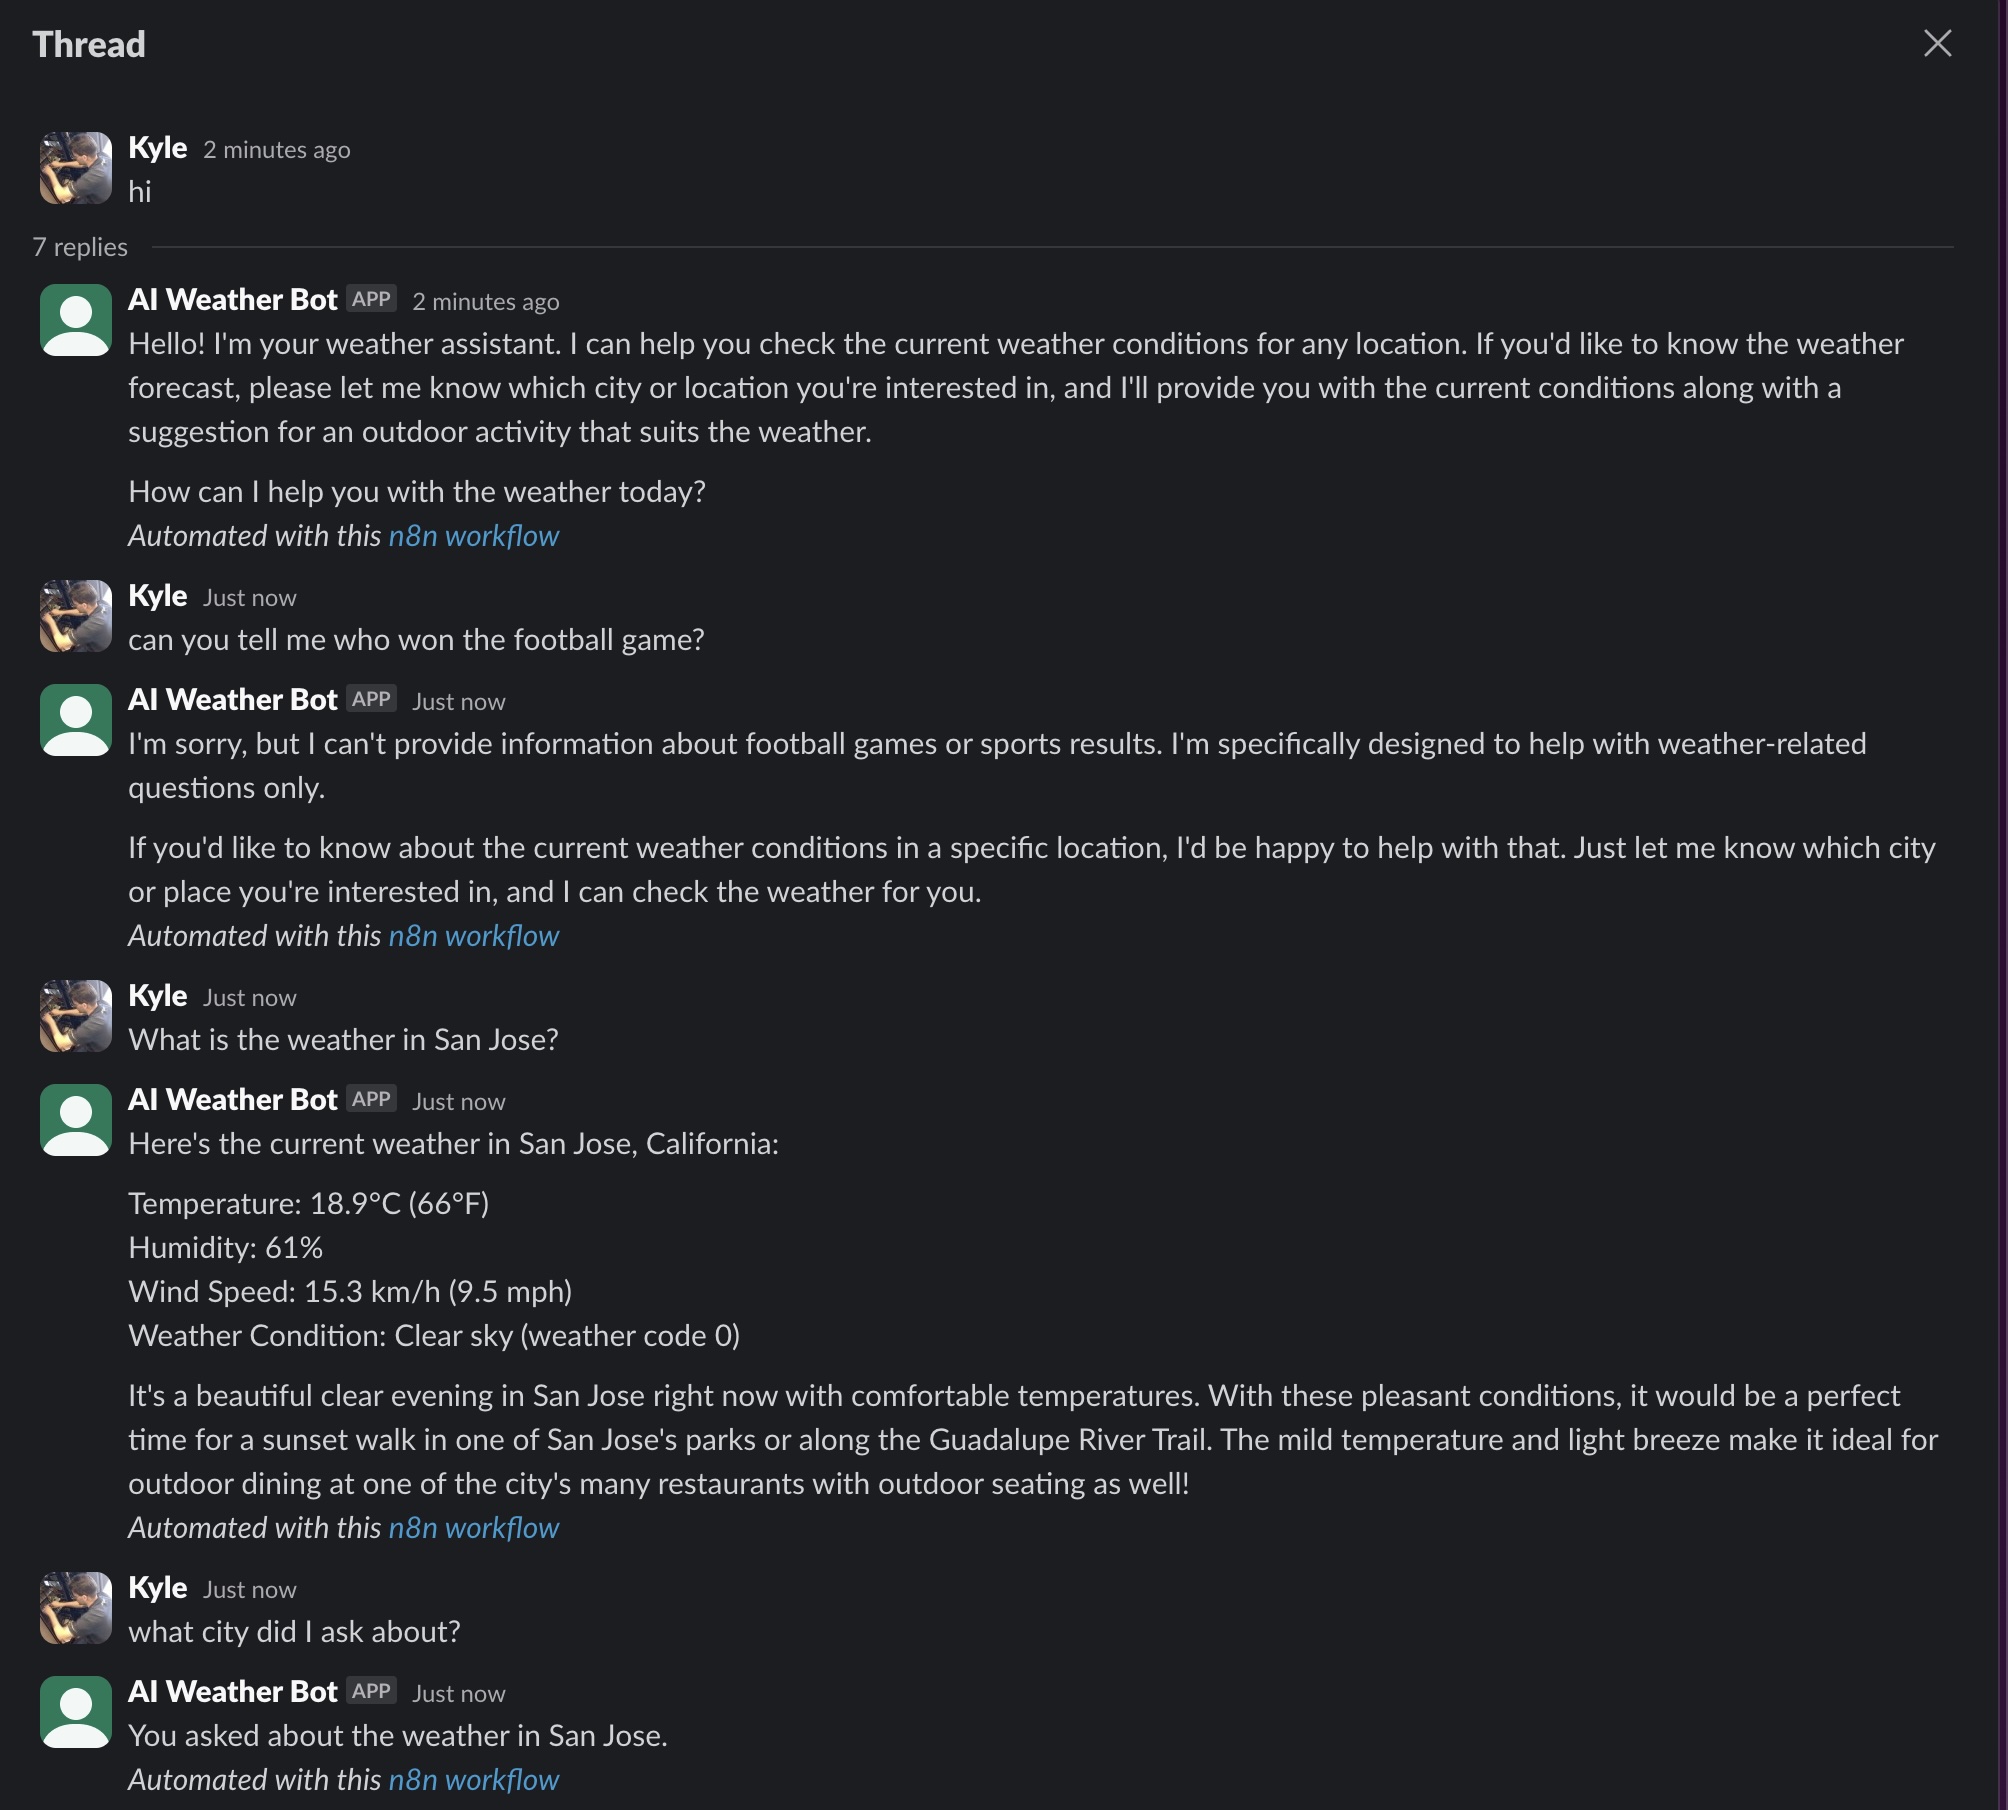 Thread
Kyle 2 minutes ago
hi
7 replies
AI Weather Bot APP 2 minutes ago
Hello! I'm your weather assistant. I can help you check the current weather conditions for any location. If you'd like to know the weather
forecast, please let me know which city or location you're interested in, and I'll provide you with the current conditions along with a
suggestion for an outdoor activity that suits the weather.
How can I help you with the weather today?
Automated with this n8n workflow
Kyle Just now
can you tell me who won the football game?
AI Weather Bot APP Just now
I'm sorry, but I can't provide information about football games or sports results. I'm specifically designed to help with weather-related
questions only.
If you'd like to know about the current weather conditions in a specific location, I'd be happy to help with that. Just let me know which city
or place you're interested in, and I can check the weather for you.
Automated with this n8n workflow
Kyle Just now
What is the weather in San Jose?
AI Weather Bot APP Just now
Here's the current weather in San Jose, California:
Temperature: 18.9°C (66°F)
Humidity: 61%
Wind Speed: 15.3 km/h (9.5 mph)
Weather Condition: Clear sky (weather code 0)
It's a beautiful clear evening in San Jose right now with comfortable temperatures. With these pleasant conditions, it would be a perfect
time for a sunset walk in one of San Jose's parks or along the Guadalupe River Trail. The mild temperature and light breeze make it ideal for
outdoor dining at one of the city's many restaurants with outdoor seating as well!
Automated with this n8n workflow
Kyle Just now
what city did I ask about?
AI Weather Bot APP Just now
You asked about the weather in San Jose.
Automated with this n8n workflow